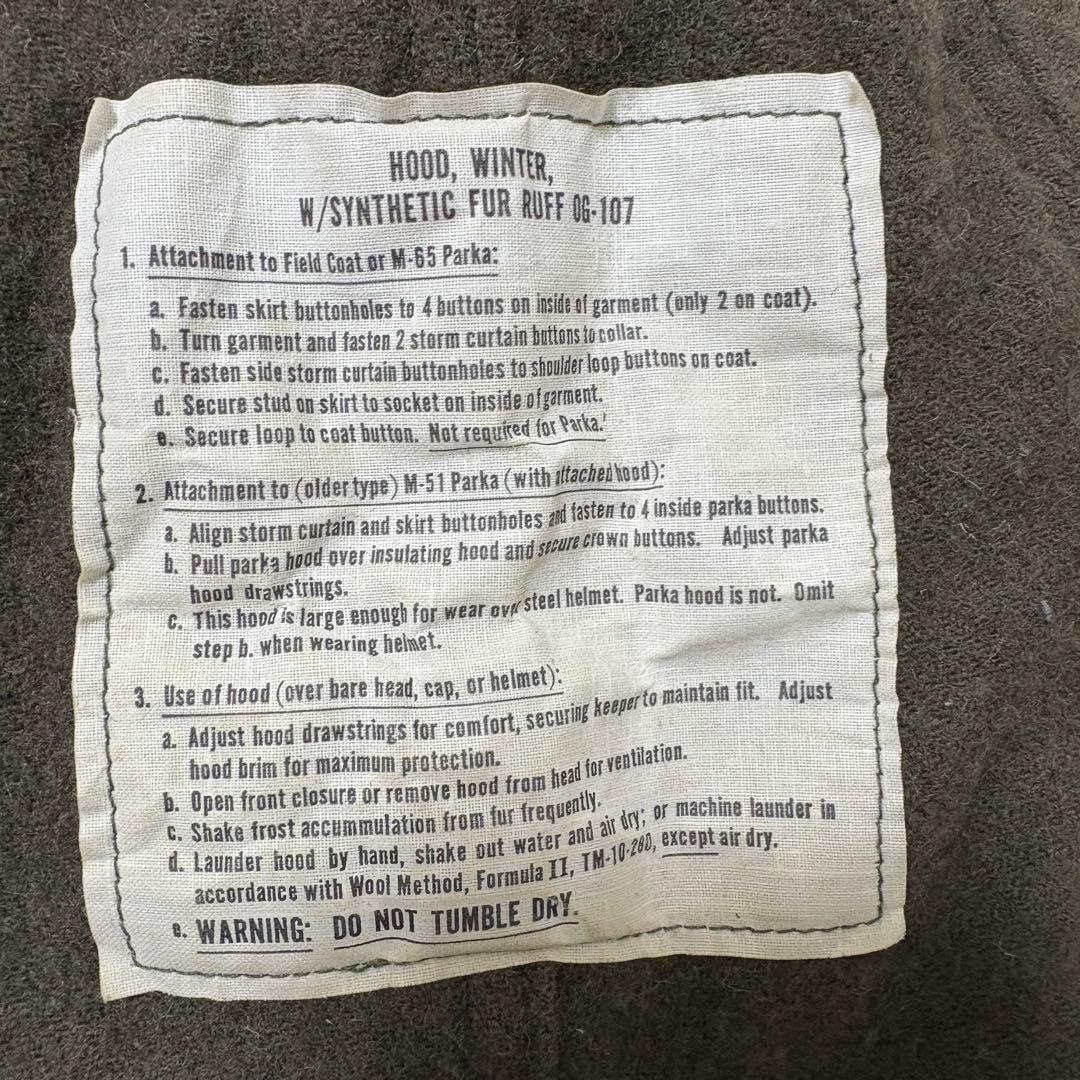 HOOD, WINTER,
W/SYNTHETIC FUR RUFF OG-107
1. Attachment to Field Coat or M-65 Parka:
a. Fasten skirt buttonholes to 4 buttons on inside of garment (only 2 on coat).
b. Turn garment and fasten 2 storm curtain buttons to collar.
c. Fasten side storm curtain buttonholes to shoulder loop buttons on coat.
d. Secure stud on skirt to socket on inside of garment.
e. Secure loop to coat button. Not required for Parka.
2. Attachment to (older type) M-51 Parka (with attached hood):
a. Align storm curtain and skirt buttonholes and fasten to 4 inside parka buttons.
b. Pull parka hood over insulating hood and secure crown buttons. Adjust parka
hood drawstrings.
c. This hood is large enough for wear over steel helmet. Parka hood is not. Omit
step b. when wearing helmet.
3. Use of hood (over bare head, cap, or helmet):
a. Adjust hood drawstrings for comfort, securing keeper to maintain fit. Adjust
hood brim for maximum protection.
b. Open front closure or remove hood from head for ventilation.
c. Shake frost accummulation from fur frequently.
d. Launder hood by hand, shake out water and air dry; or machine launder in
accordance with Wool Method, Formula II, TM-10-280, except air dry.
e. WARNING: DO NOT TUMBLE DRY.